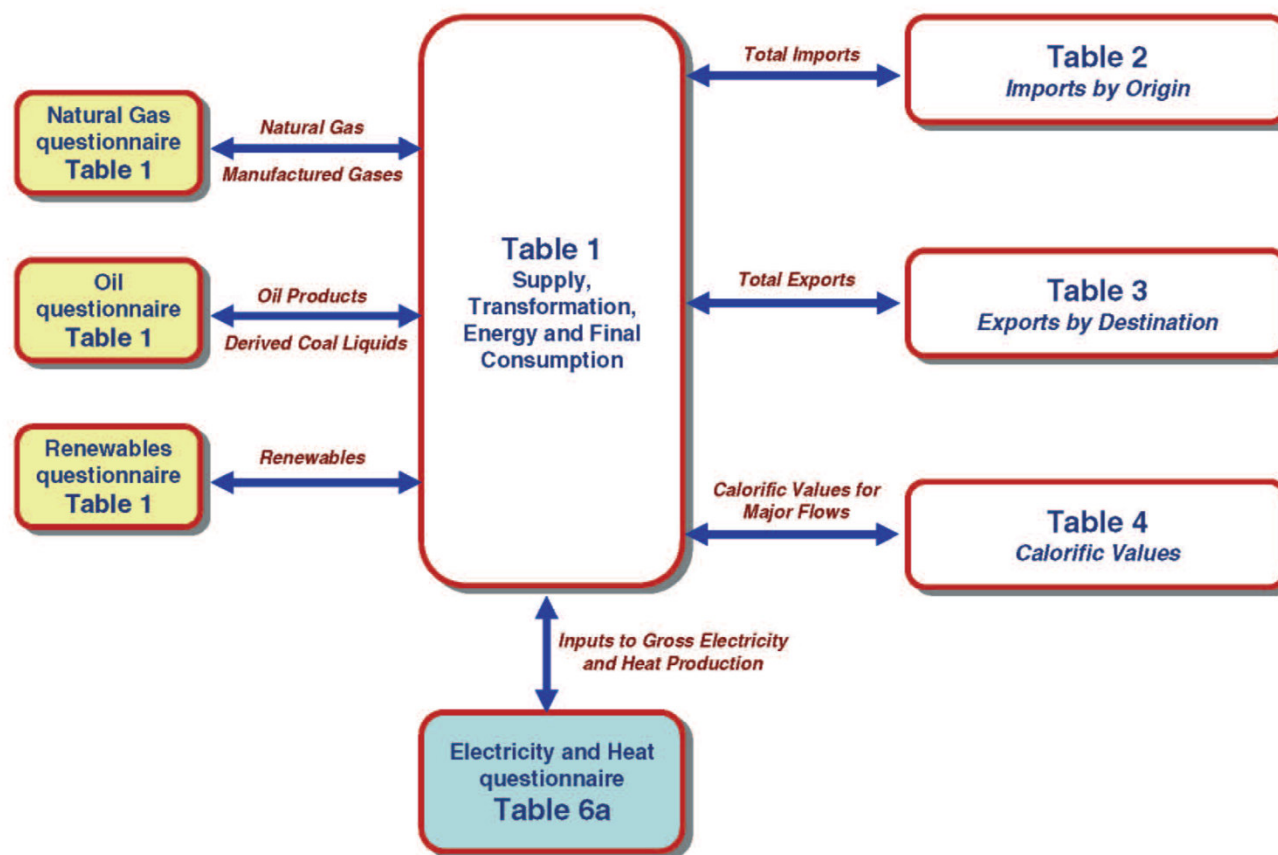 Natural Gas
questionnaire
Table 1
Natural Gas
Manufactured Gases
Oil
questionnaire
Table 1
Oil Products
Derived Coal Liquids
Renewables
questionnaire
Table 1
Renewables
Table 1
Supply,
Transformation,
Energy and Final
Consumption
Total Imports
Table 2
Imports by Origin
Total Exports
Table 3
Exports by Destination
Calorific Values for
Major Flows
Table 4
Calorific Values
Inputs to Gross Electricity
and Heat Production
Electricity and Heat
questionnaire
Table 6a